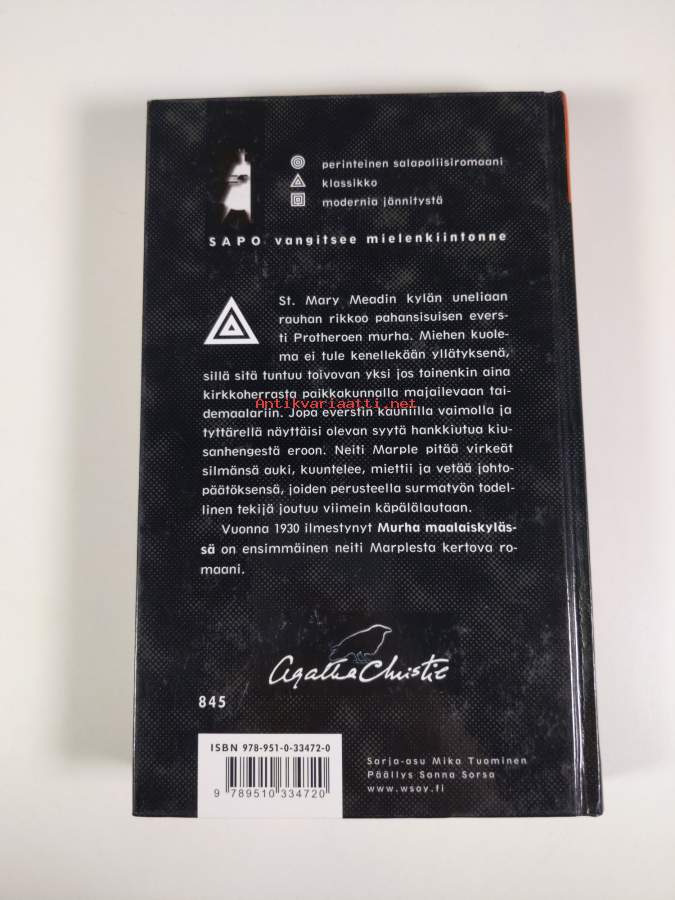 perinteinen salapoliisiromaani
klassikko
modernia jännitystä
SAPO vangitsee mielenkiintonne
St. Mary Meadin kylän uneliaan
rauhan rikkoo pahansisuisen evers-
ti Protheroen murha. Miehen kuole-
ma ei tule kenellekään yllätyksenä,
sillä sitä tuntuu toivovan yksi jos toinenkin aina
kirkkoherrasta paikkakunnalla majailevaan tai-
Antikvariaatti.net
demaalariin. Jopa everstin kauniilla vaimolla ja
tyttärellä näyttäisi olevan syytä hankkiutua kiu-
sanhengestä eroon. Neiti Marple pitää virkeät
silmänsä auki, kuuntelee, miettii ja vetää johto-
päätöksensä, joiden perusteella surmatyön todel-
linen tekijä joutuu viimein käpälälautaan.
Vuonna 1930 ilmestynyt Murha maalaiskyläs-
sä on ensimmäinen neiti Marplesta kertova ro-
maani.
Agatha Christie
845
ISBN 978-951-0-33472-0
9 789510 334720
Sarja-asu Mika Tuominen
Päällys Sanna Sorsa
www.wsoy.fi